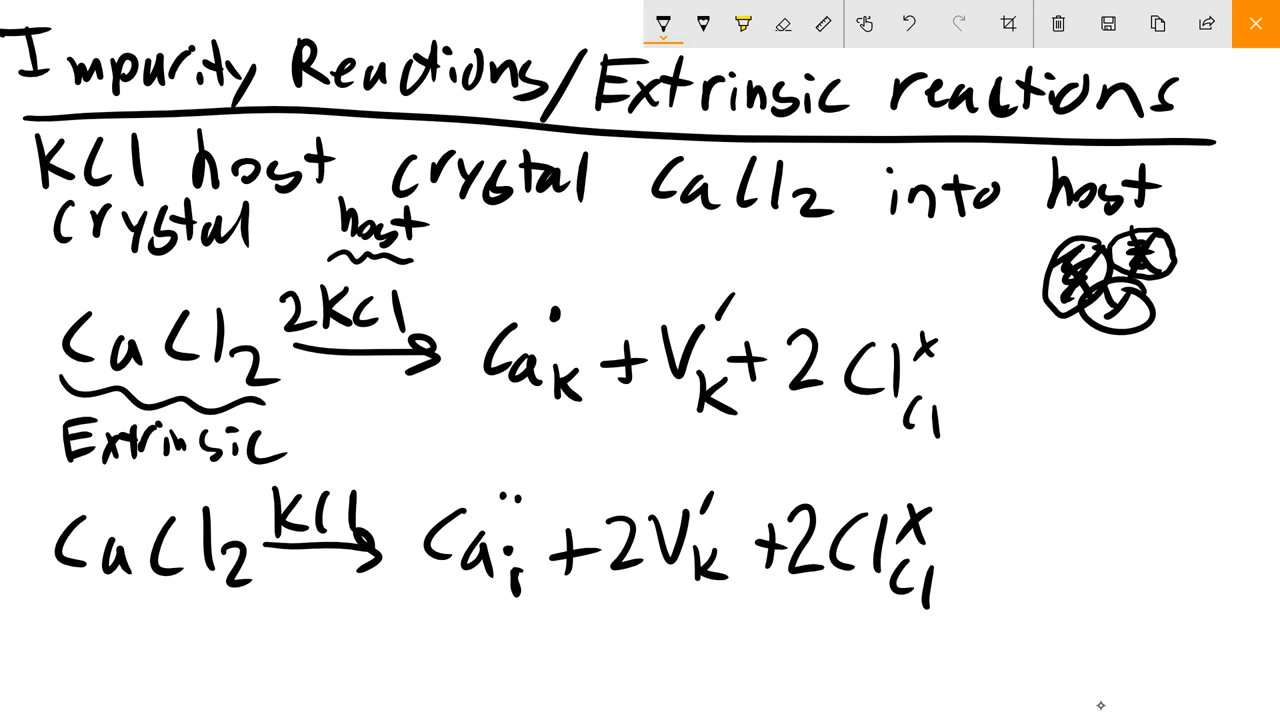 Impurity Reactions/Extrinsic reactions
KCl host crystal CaCl₂ into host
crystal host
CaCl₂ 2KCl→ Ca•K + V′K + 2ClˣCl
Extrinsic
CaCl₂ KCl→ Ca••i + 2V′K + 2ClˣCl